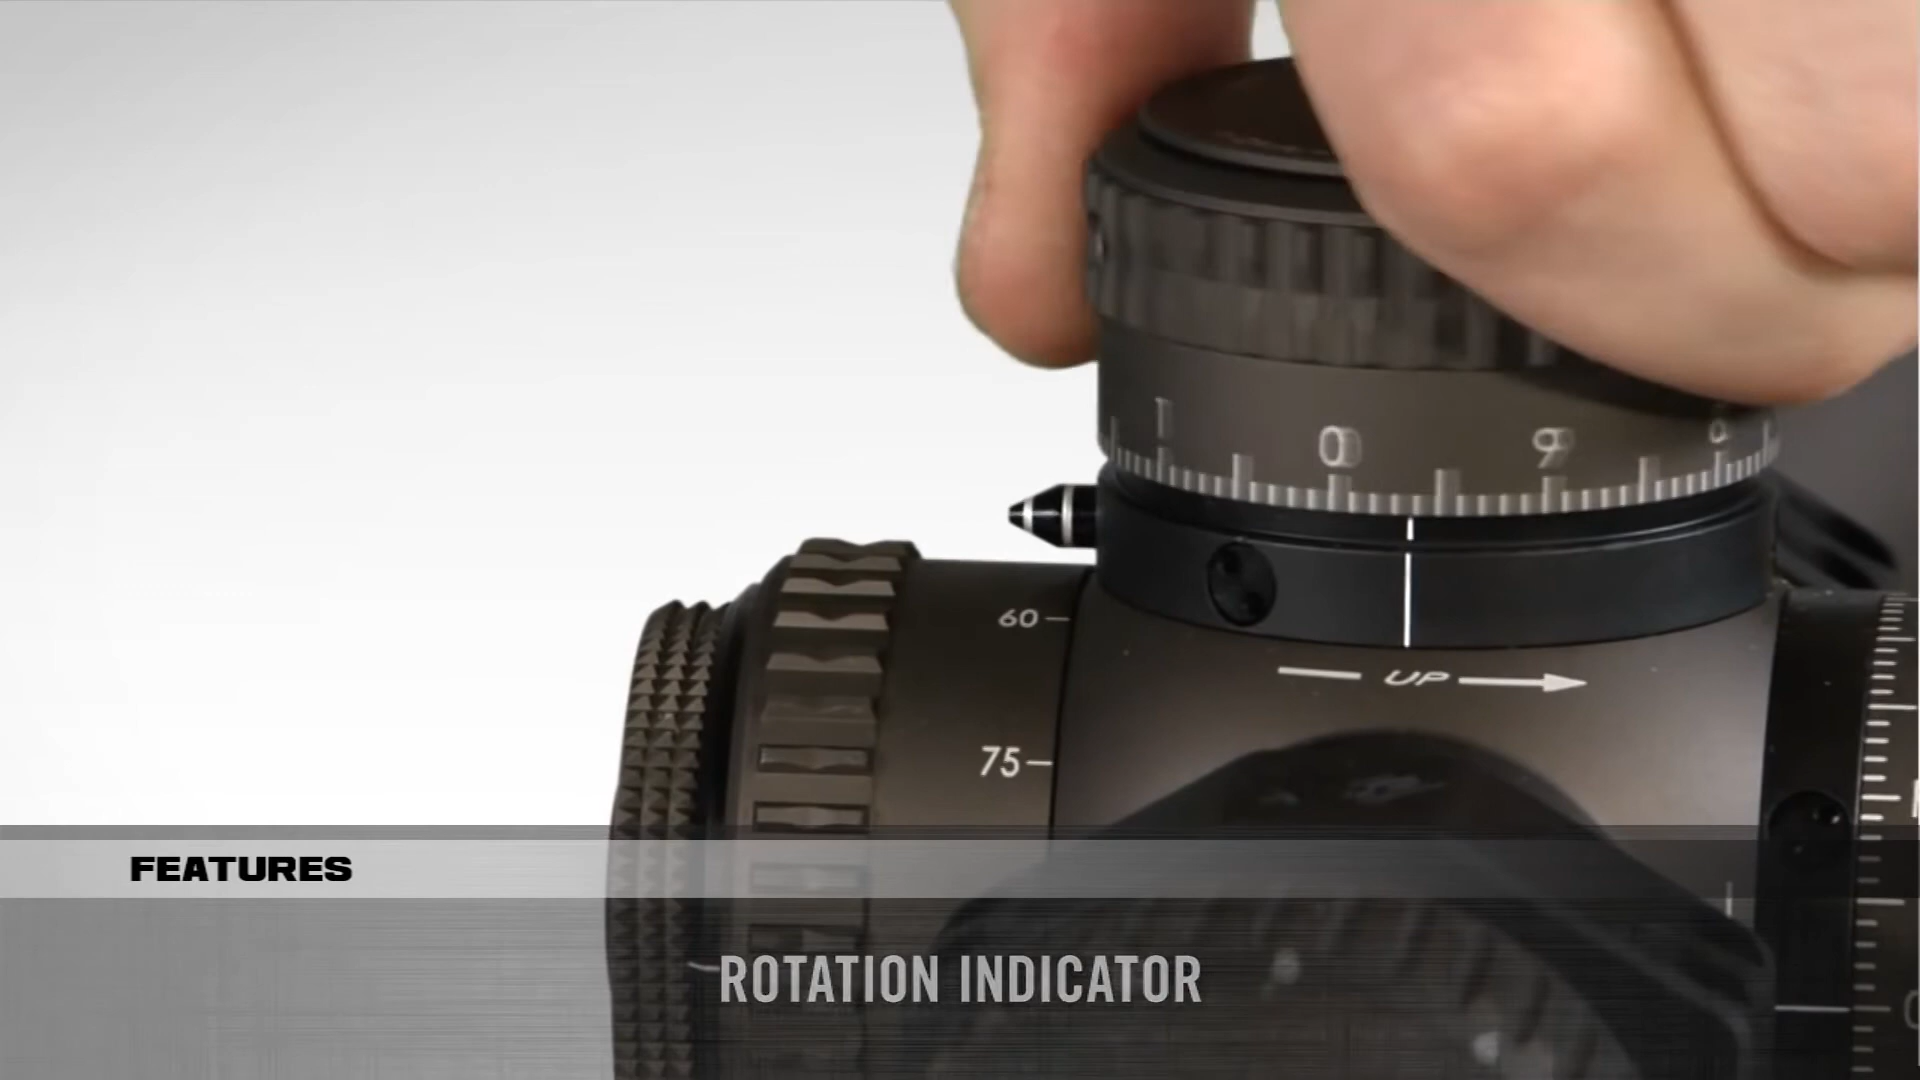 1 0 9
60
75
UP
FEATURES
ROTATION INDICATOR